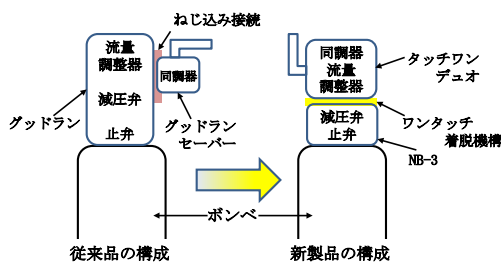 ねじ込み接続
流量
調整器
減圧弁
止弁
同調器
グッドラン
グッドラン
セーバー
同調器
流量
調整器
減圧弁
止弁
タッチワン
デュオ
ワンタッチ
着脱機構
NB-3
ボンベ
従来品の構成
新製品の構成